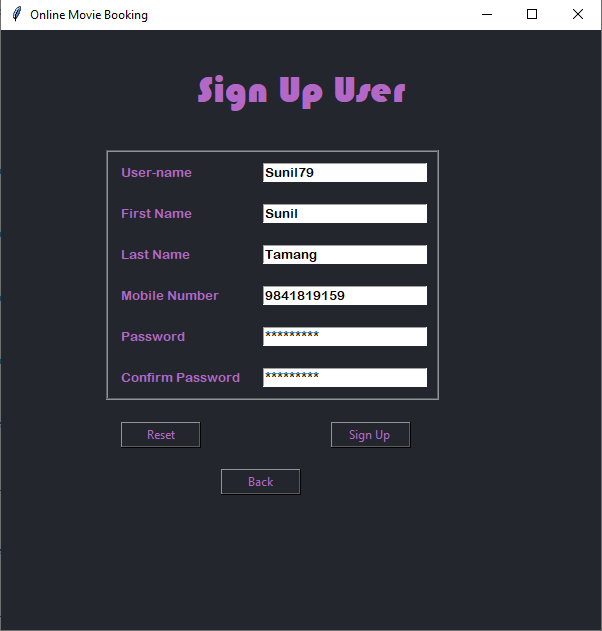 Online Movie Booking
Sign Up User
User-name Sunil79
First Name Sunil
Last Name Tamang
Mobile Number 9841819159
Password *********
Confirm Password *********
Reset Sign Up
Back